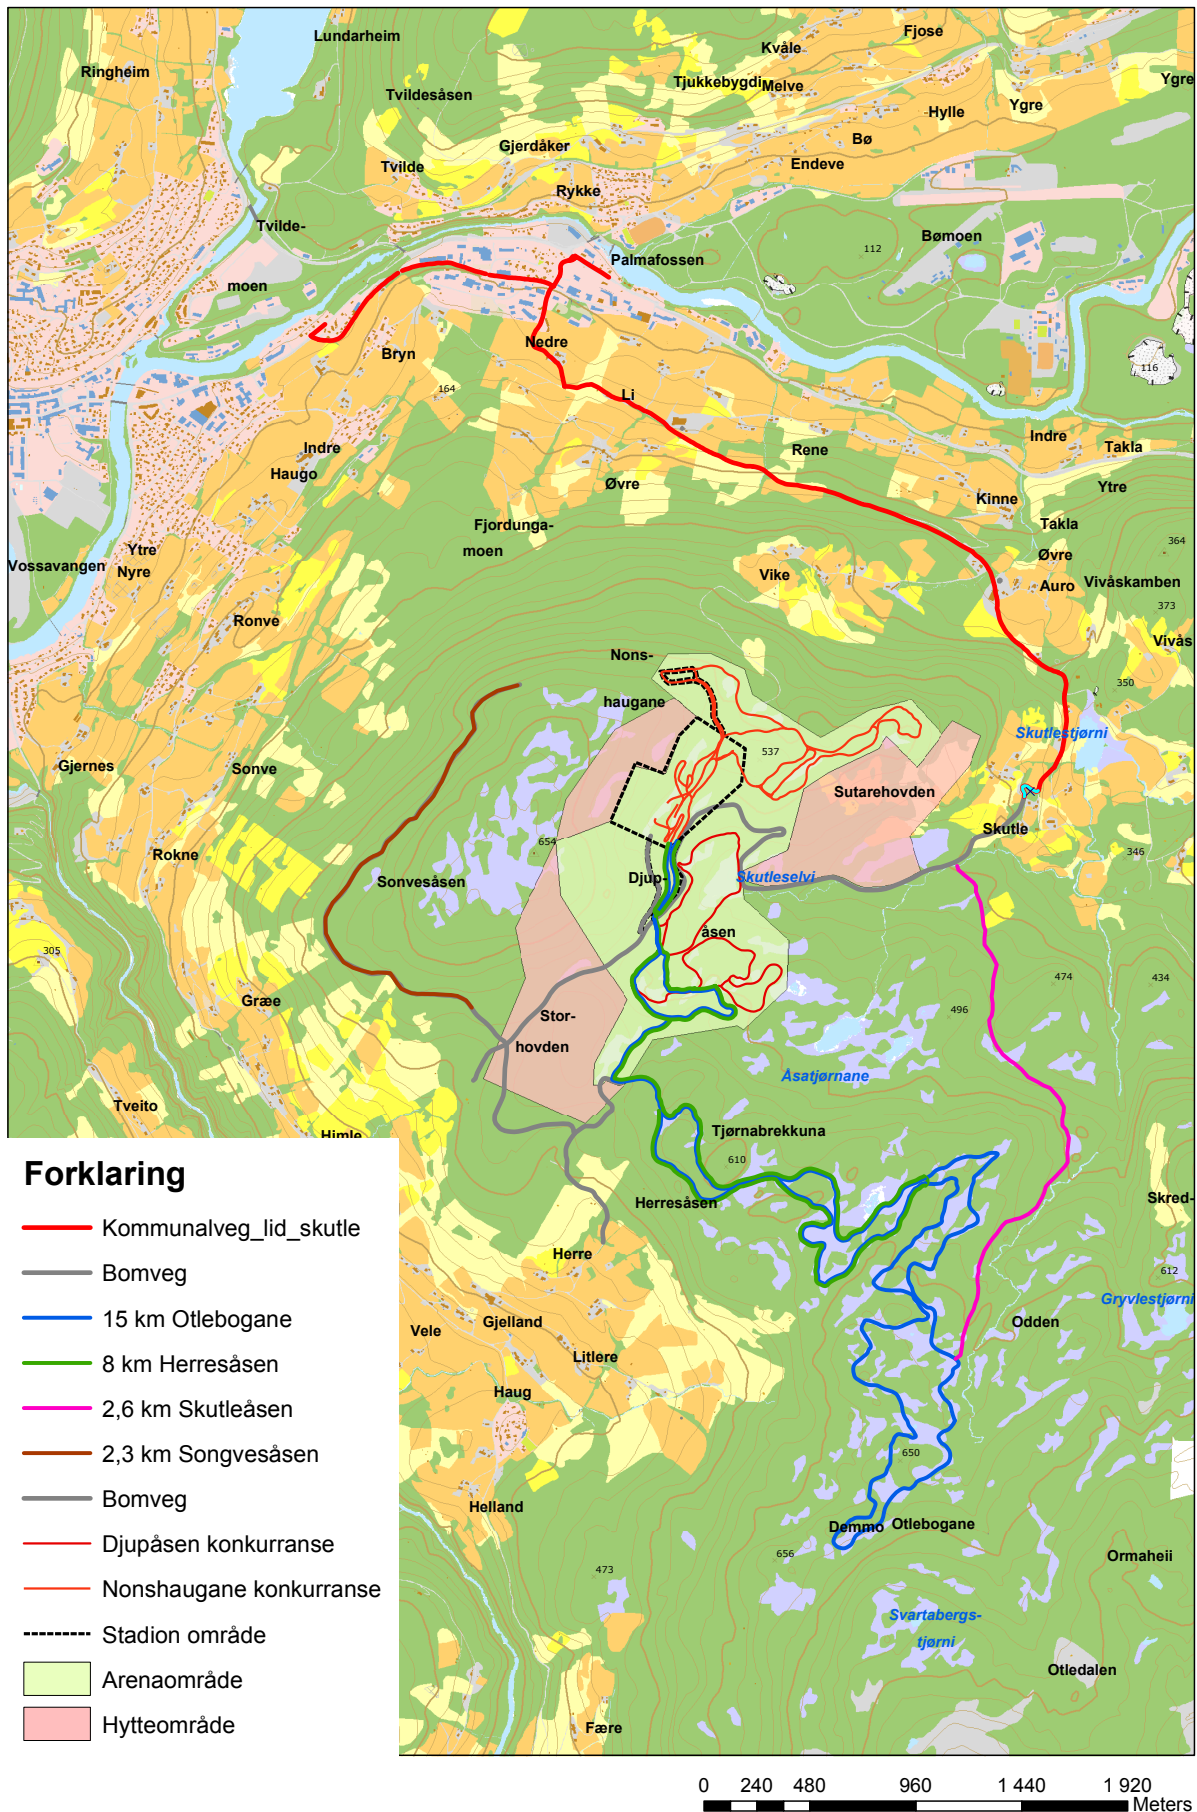 Lundarheim
Fjose
Kvåle
Ringheim
Tjukkebygdi
Melve
Ygre
Tvildesåsen
Ygre
Hylle
Bø
Gjerdåker
Endeve
Tvilde
Rykke
Tvilde-
moen
Bømoen
112
Palmafossen
Nedre
Bryn
116
164
Li
Indre
Indre
Takla
Rene
Haugo
Øvre
Ytre
Kinne
Fjordunga-
moen
Takla
Ytre
Nyre
Vossavangen
Øvre
364
Vike
Auro
Vivåskamben
373
Ronve
Vivås
Nons-
haugane
350
Skutlestjørni
537
Gjernes
Sonve
Sutarehovden
Skutle
654
346
Rokne
Sonvesåsen
Djup-
åsen
Skutleselvi
305
474
434
Græe
496
Stor-
hovden
Åsatjørnane
Tveito
Himle
Tjørnabrekkuna
610
Herresåsen
Skred-
Herre
612
Gryvlestjørni
Gjelland
Odden
Vele
Litlere
Haug
650
Helland
Demmo
Otlebogane
656
Ormaheii
473
Svartabergs-
tjørni
Otledalen
Fære
Forklaring
Kommunalveg_lid_skutle
Bomveg
15 km Otlebogane
8 km Herresåsen
2,6 km Skutleåsen
2,3 km Songvesåsen
Bomveg
Djupåsen konkurranse
Nonshaugane konkurranse
Stadion område
Arenaområde
Hytteområde
0 240 480 960 1 440 1 920
Meters